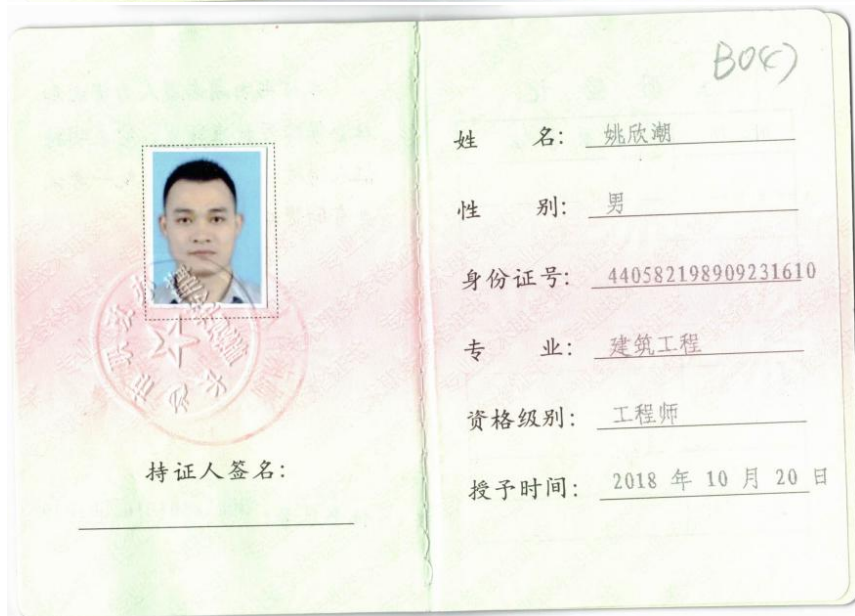 B0(c)
姓 名: 姚欣潮
性 别: 男
身份证号: 440582198909231610
专 业: 建筑工程
资格级别: 工程师
授予时间: 2018 年 10 月 20 日
持证人签名: